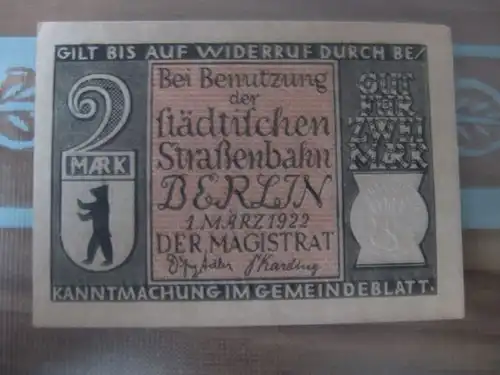 GILT BIS AUF WIDERRUF DURCH BE/
2
MARK
Bei Benutzung
der
städtischen
Straßenbahn
BERLIN
1. MÄRZ 1922
DER MAGISTRAT
GUT
FÜR
ZWEI
MARK
KANNTMACHUNG IM GEMEINDEBLATT.